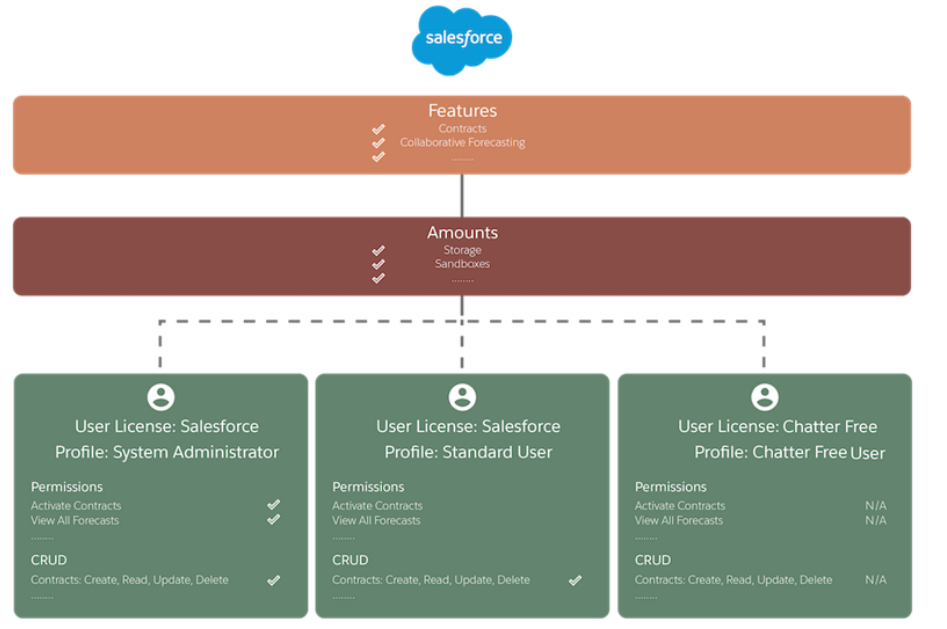 salesforce
Features
Contracts
Collaborative Forecasting
........
Amounts
Storage
Sandboxes
........
User License: Salesforce
Profile: System Administrator
Permissions
Activate Contracts
View All Forecasts
........
CRUD
Contracts: Create, Read, Update, Delete
........
User License: Salesforce
Profile: Standard User
Permissions
Activate Contracts
View All Forecasts
........
CRUD
Contracts: Create, Read, Update, Delete
........
User License: Chatter Free
Profile: Chatter Free User
Permissions
Activate Contracts N/A
View All Forecasts N/A
........
CRUD
Contracts: Create, Read, Update, Delete N/A
........